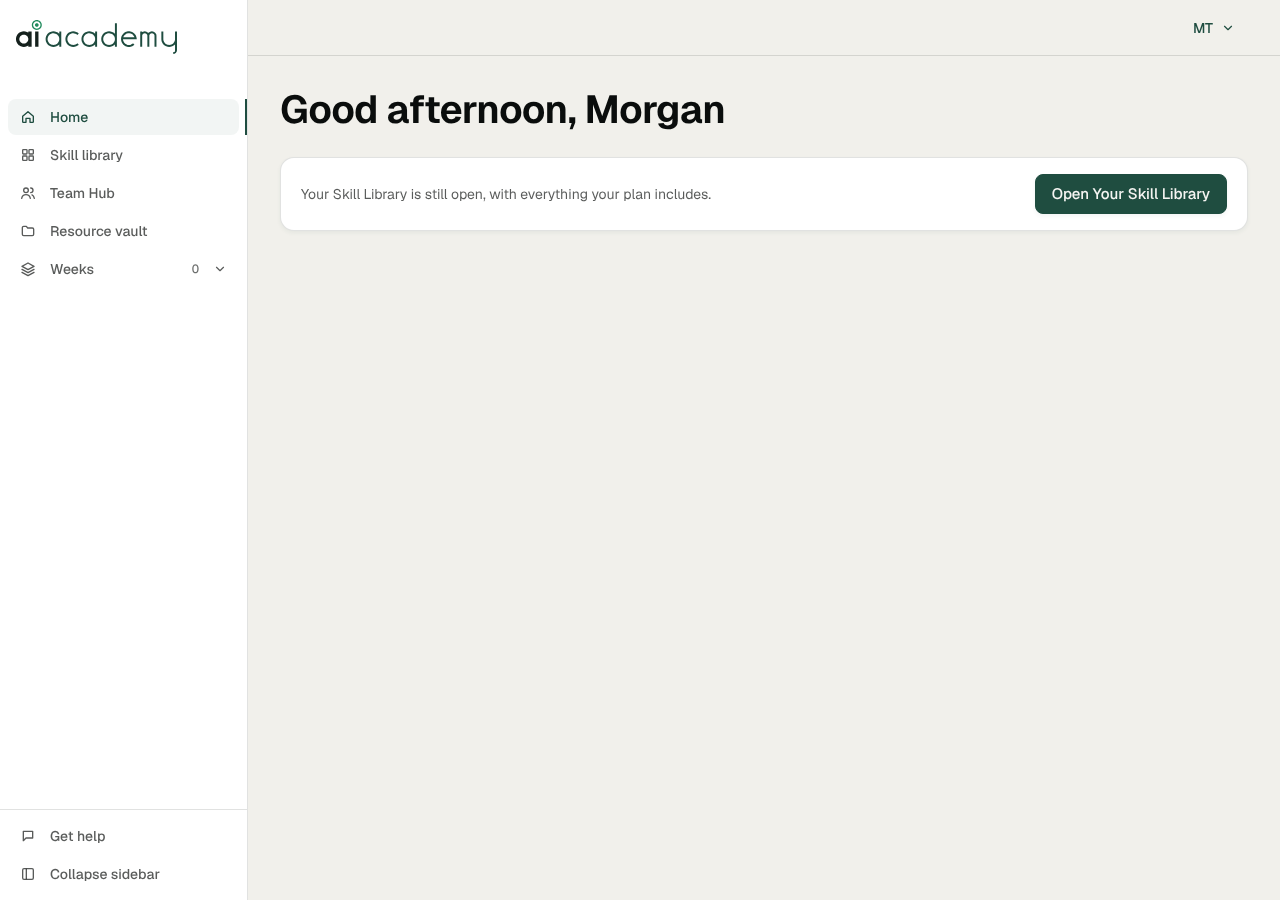 ai academy
MT
Home
Skill library
Team Hub
Resource vault
Weeks 0
Good afternoon, Morgan
Your Skill Library is still open, with everything your plan includes.
Open Your Skill Library
Get help
Collapse sidebar